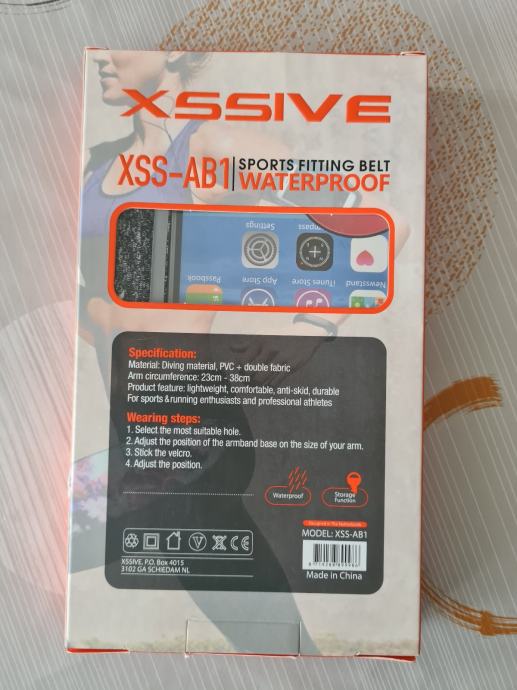 XSSIVE
XSS-AB1 SPORTS FITTING BELT
WATERPROOF
Settings
App Store
iTunes Store
Newsstand
Passbook
Specification:
Material: Diving material, PVC + double fabric
Arm circumference: 23cm - 38cm
Product feature: lightweight, comfortable, anti-skid, durable
For sports & running enthusiasts and professional athletes
Wearing steps:
1. Select the most suitable hole.
2. Adjust the position of the armband base on the size of your arm.
3. Stick the velcro.
4. Adjust the position.
Waterproof
Storage
Function
Designed in The Netherlands
MODEL: XSS-AB1
XSSIVE, P.O. Box 4015
3102 GA SCHIEDAM NL
Made in China